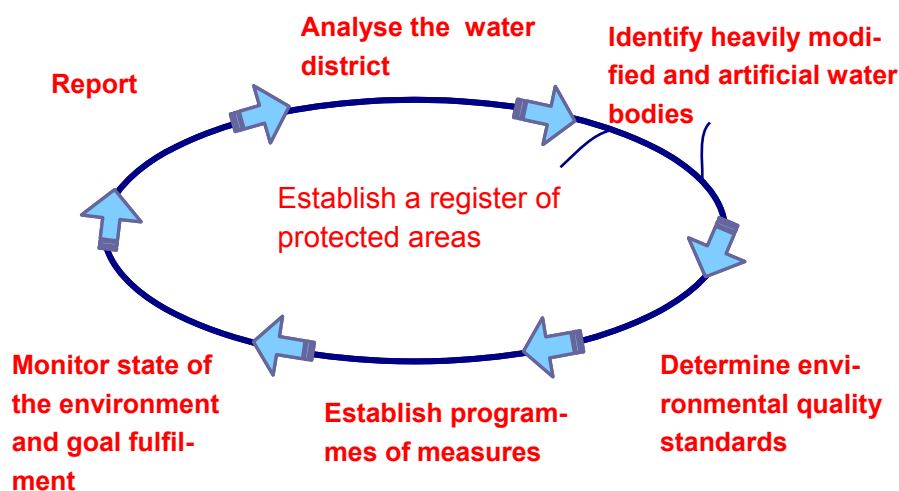 Analyse the water
district
Identify heavily modi-
fied and artificial water
bodies
Report
Establish a register of
protected areas
Determine envi-
ronmental quality
standards
Establish program-
mes of measures
Monitor state of
the environment
and goal fulfil-
ment